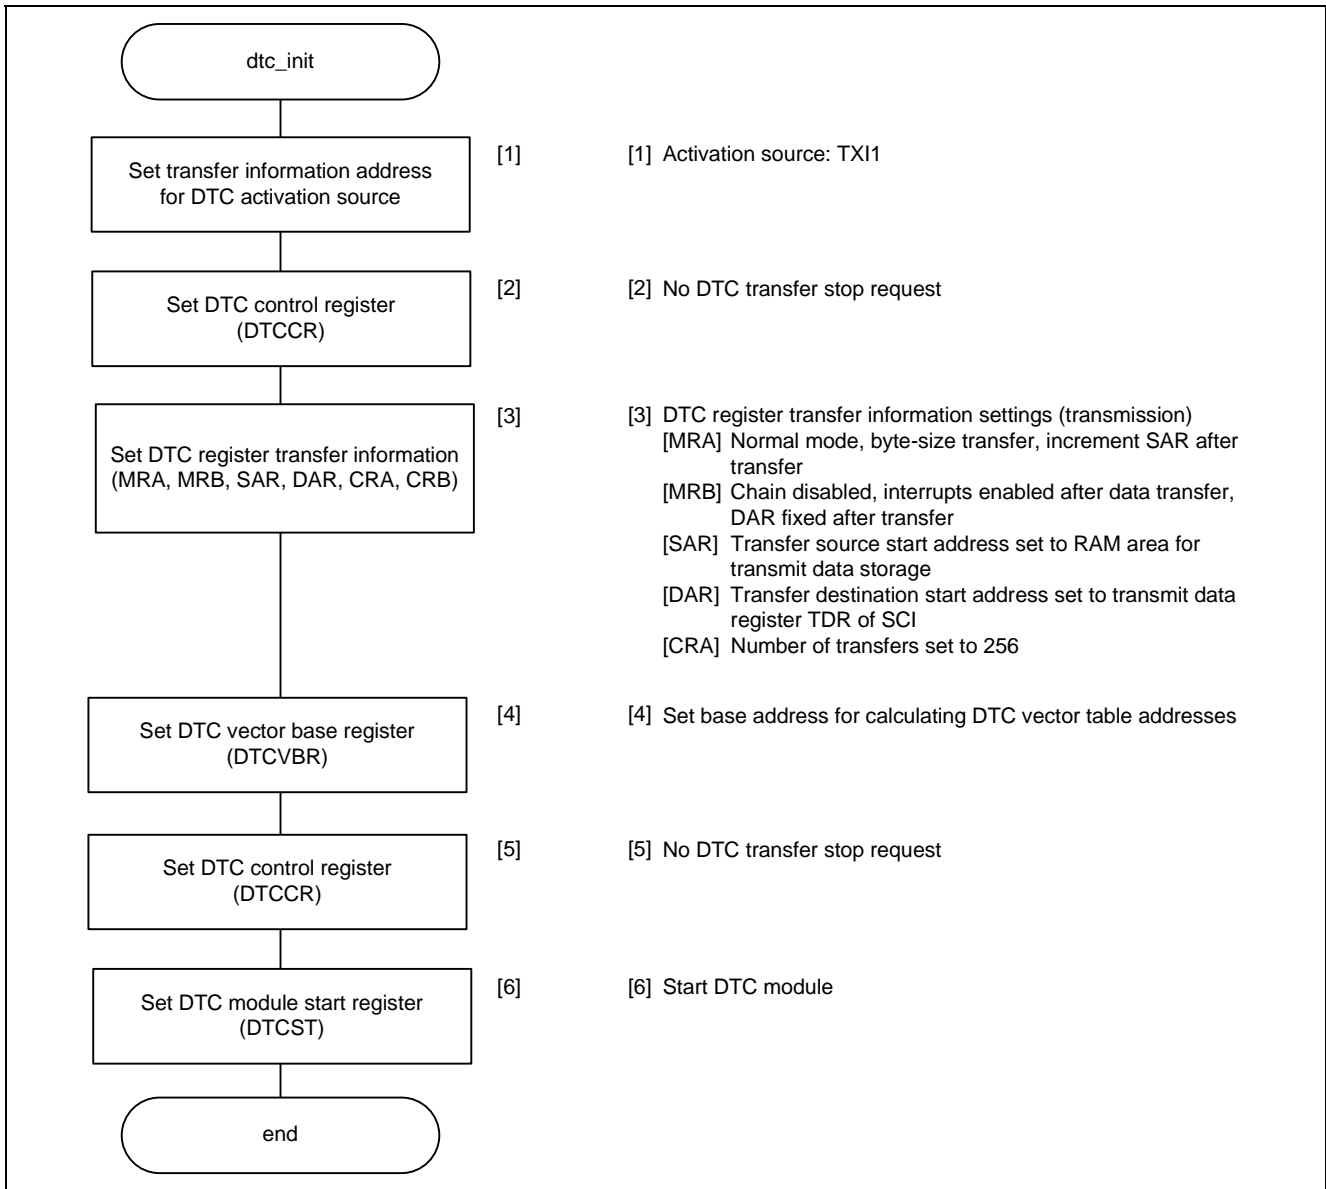 dtc_init
Set transfer information address
for DTC activation source
[1]
[1] Activation source: TXI1
Set DTC control register
(DTCCR)
[2]
[2] No DTC transfer stop request
Set DTC register transfer information
(MRA, MRB, SAR, DAR, CRA, CRB)
[3]
[3] DTC register transfer information settings (transmission)
[MRA] Normal mode, byte-size transfer, increment SAR after
transfer
[MRB] Chain disabled, interrupts enabled after data transfer,
DAR fixed after transfer
[SAR] Transfer source start address set to RAM area for
transmit data storage
[DAR] Transfer destination start address set to transmit data
register TDR of SCI
[CRA] Number of transfers set to 256
Set DTC vector base register
(DTCVBR)
[4]
[4] Set base address for calculating DTC vector table addresses
Set DTC control register
(DTCCR)
[5]
[5] No DTC transfer stop request
Set DTC module start register
(DTCST)
[6]
[6] Start DTC module
end